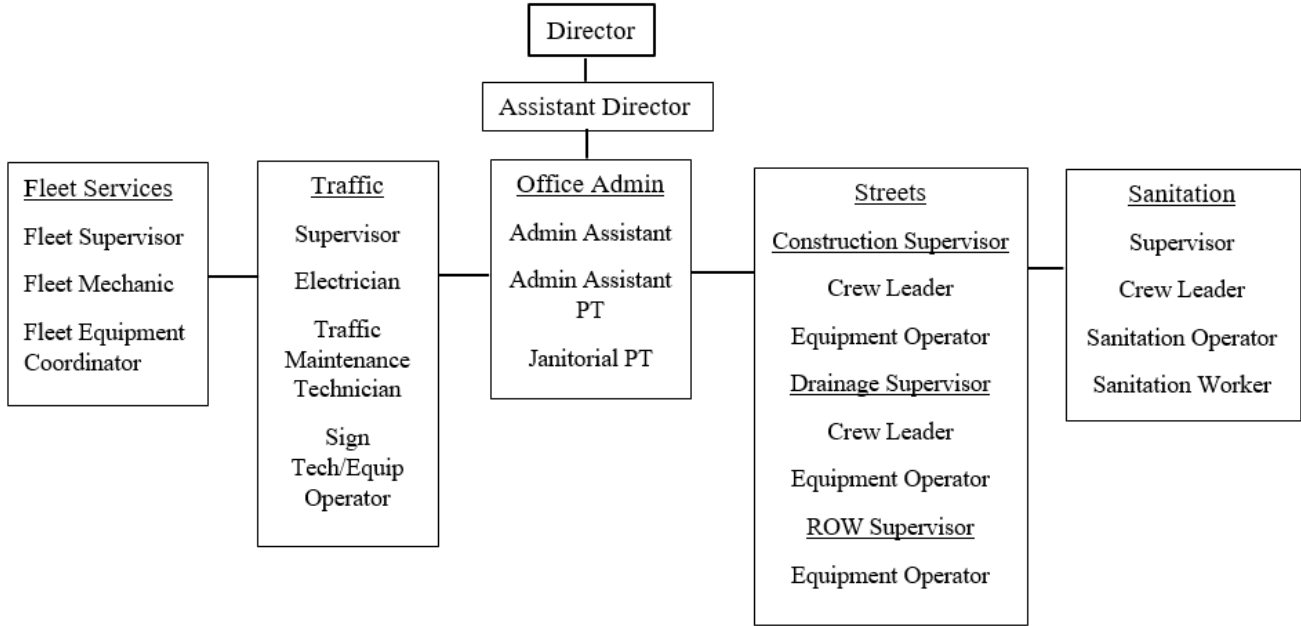 Director
Assistant Director
Fleet Services
Fleet Supervisor
Fleet Mechanic
Fleet Equipment
Coordinator
Traffic
Supervisor
Electrician
Traffic
Maintenance
Technician
Sign
Tech/Equip
Operator
Office Admin
Admin Assistant
Admin Assistant
PT
Janitorial PT
Streets
Construction Supervisor
Crew Leader
Equipment Operator
Drainage Supervisor
Crew Leader
Equipment Operator
ROW Supervisor
Equipment Operator
Sanitation
Supervisor
Crew Leader
Sanitation Operator
Sanitation Worker